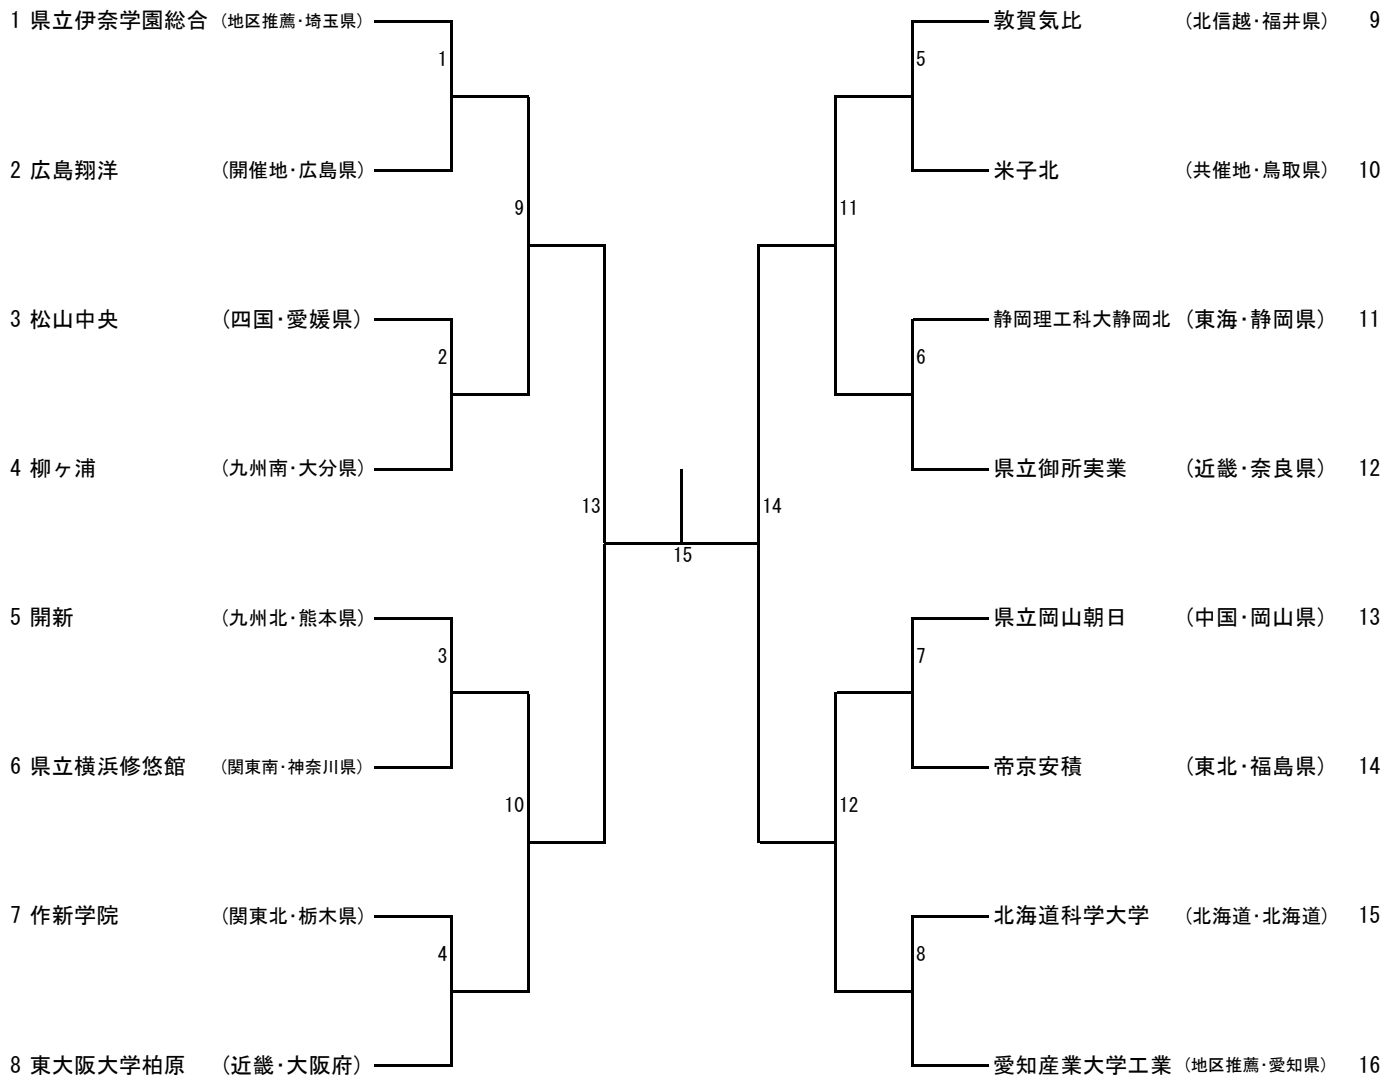 1 県立伊奈学園総合 (地区推薦・埼玉県)
1
2 広島翔洋 (開催地・広島県)
9
3 松山中央 (四国・愛媛県)
2
4 柳ヶ浦 (九州南・大分県)
13
5 開新 (九州北・熊本県)
3
6 県立横浜修悠館 (関東南・神奈川県)
10
7 作新学院 (関東北・栃木県)
4
8 東大阪大学柏原 (近畿・大阪府)
15
敦賀気比 (北信越・福井県) 9
5
米子北 (共催地・鳥取県) 10
11
静岡理工科大静岡北 (東海・静岡県) 11
6
県立御所実業 (近畿・奈良県) 12
14
県立岡山朝日 (中国・岡山県) 13
7
帝京安積 (東北・福島県) 14
12
北海道科学大学 (北海道・北海道) 15
8
愛知産業大学工業 (地区推薦・愛知県) 16